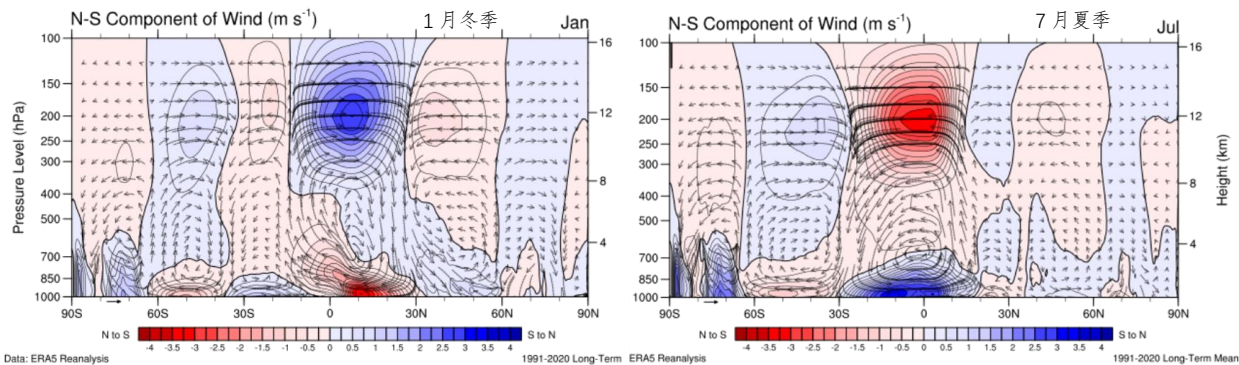 N-S Component of Wind (m s⁻¹)
1 月冬季
Jan
Pressure Level (hPa)
100
150
200
250
300
400
500
700
850
1000
16
12
8
4
90S
60S
30S
0
30N
60N
90N
N to S
-4
-3.5
-3
-2.5
-2
-1.5
-1
-0.5
0
0.5
1
1.5
2
2.5
3
3.5
4
S to N
Data: ERA5 Reanalysis
1991-2020 Long-Term
N-S Component of Wind (m s⁻¹)
7 月夏季
Jul
100
150
200
250
300
400
500
700
850
1000
16
12
8
4
Height (km)
90S
60S
30S
0
30N
60N
90N
N to S
-4
-3.5
-3
-2.5
-2
-1.5
-1
-0.5
0
0.5
1
1.5
2
2.5
3
3.5
4
S to N
ERA5 Reanalysis
1991-2020 Long-Term Mean